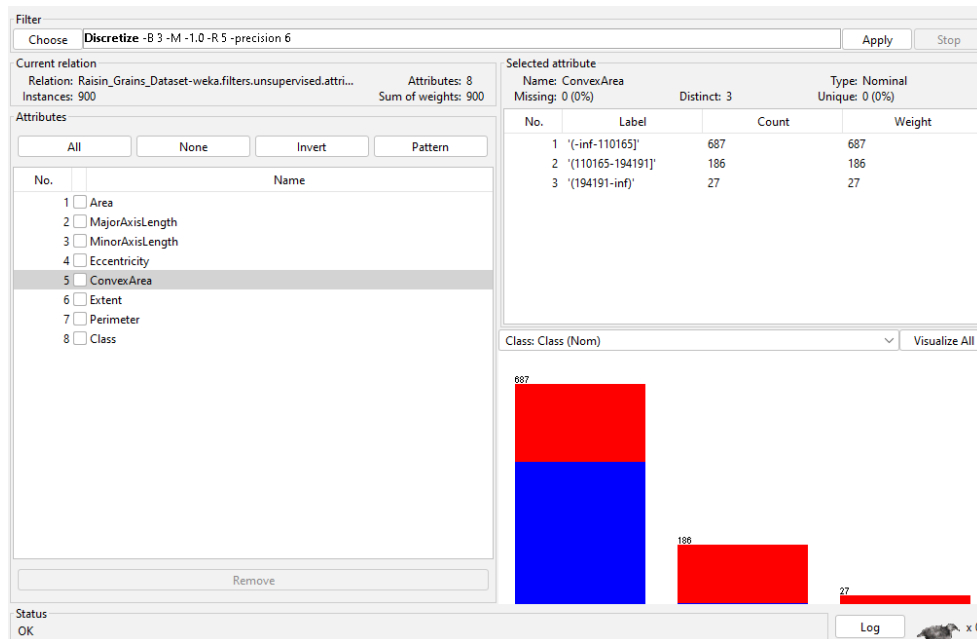 Filter
Choose Discretize -B 3 -M -1.0 -R 5 -precision 6 Apply Stop
Current relation
Relation: Raisin_Grains_Dataset-weka.filters.unsupervised.attri... Attributes: 8
Instances: 900 Sum of weights: 900
Attributes
All None Invert Pattern
No. Name
1 Area
2 MajorAxisLength
3 MinorAxisLength
4 Eccentricity
5 ConvexArea
6 Extent
7 Perimeter
8 Class
Remove
Selected attribute
Name: ConvexArea Type: Nominal
Missing: 0 (0%) Distinct: 3 Unique: 0 (0%)
No. Label Count Weight
1 '(-inf-110165]' 687 687
2 '(110165-194191]' 186 186
3 '(194191-inf)' 27 27
Class: Class (Nom) Visualize All
687
186
27
Status
OK Log x